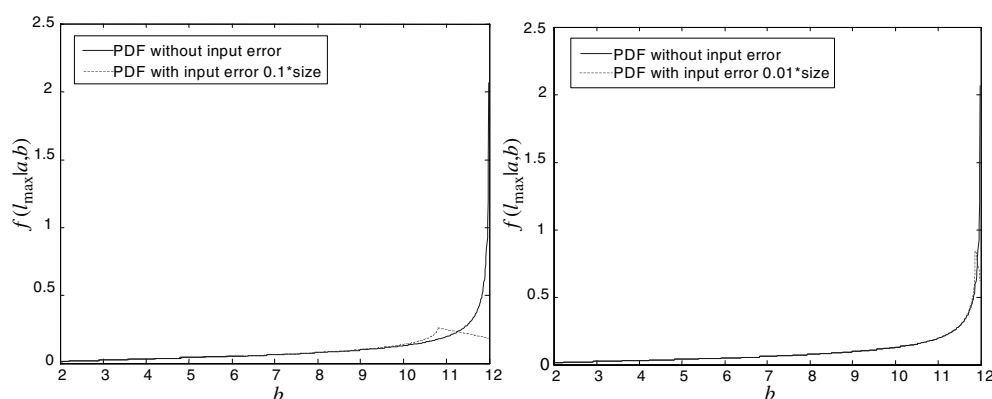 2.5
PDF without input error
PDF with input error 0.1*size
2
1.5
1
0.5
0
f (l_max|a,b)
2 3 4 5 6 7 8 9 10 11 12
b
2.5
PDF without input error
PDF with input error 0.01*size
2
1.5
1
0.5
0
f (l_max|a,b)
2 3 4 5 6 7 8 9 10 11 12
b